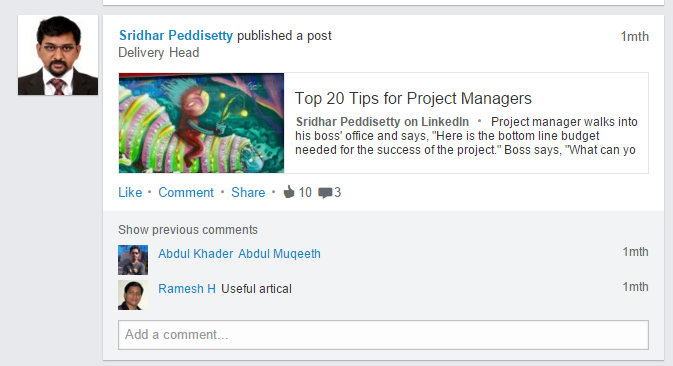 Sridhar Peddisetty published a post 1mth
Delivery Head
Top 20 Tips for Project Managers
Sridhar Peddisetty on LinkedIn • Project manager walks into
his boss' office and says, "Here is the bottom line budget
needed for the success of the project." Boss says, "What can yo
Like • Comment • Share • 10 3
Show previous comments
Abdul Khader Abdul Muqeeth 1mth
Ramesh H Useful artical 1mth
Add a comment...